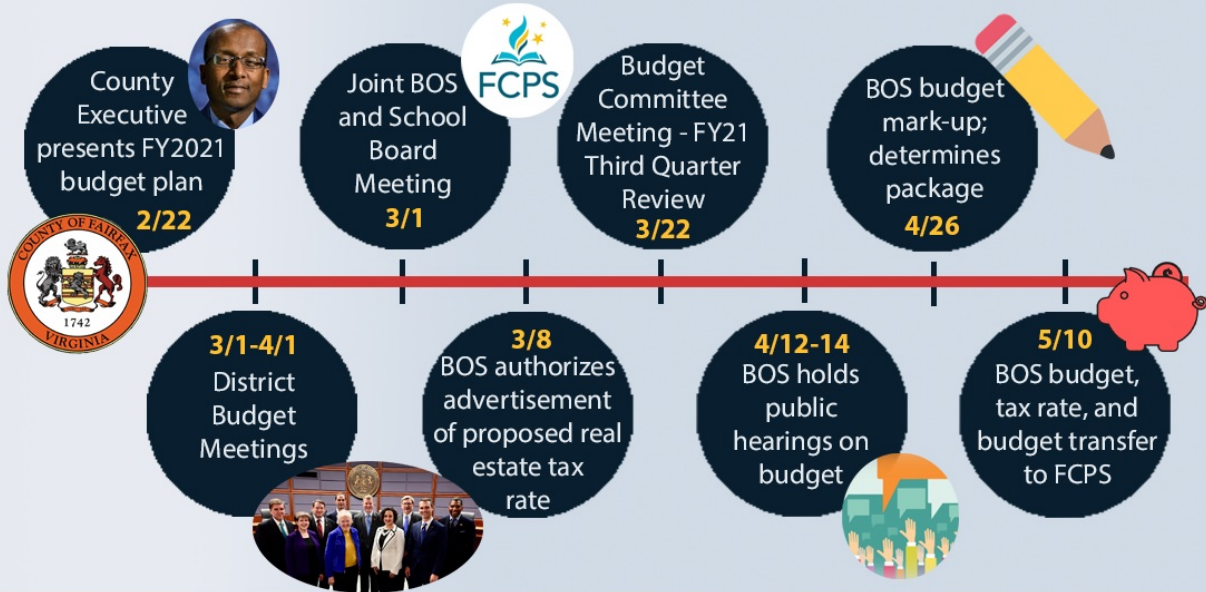 County
Executive
presents FY2021
budget plan
2/22
FCPS
Joint BOS
and School
Board
Meeting
3/1
Budget
Committee
Meeting - FY21
Third Quarter
Review
3/22
BOS budget
mark-up;
determines
package
4/26
COUNTY OF FAIRFAX
1742
VIRGINIA
3/1-4/1
District
Budget
Meetings
3/8
BOS authorizes
advertisement
of proposed real
estate tax
rate
4/12-14
BOS holds
public
hearings on
budget
5/10
BOS budget,
tax rate, and
budget transfer
to FCPS